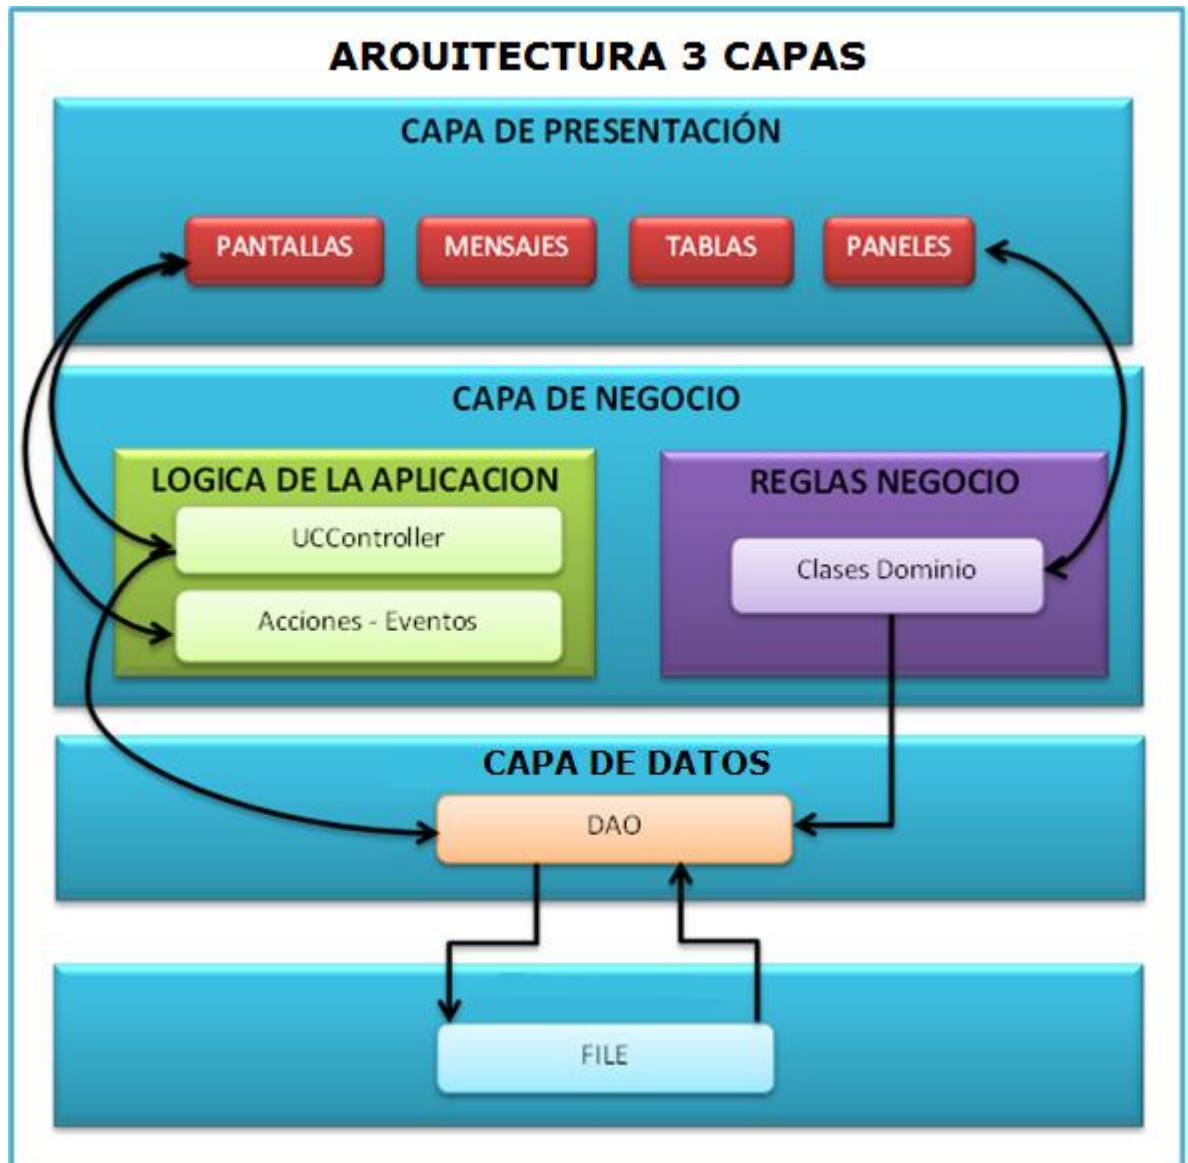 AROUITECTURA 3 CAPAS
CAPA DE PRESENTACIÓN
PANTALLAS
MENSAJES
TABLAS
PANELES
CAPA DE NEGOCIO
LOGICA DE LA APLICACION
UCController
Acciones - Eventos
REGLAS NEGOCIO
Clases Dominio
CAPA DE DATOS
DAO
FILE